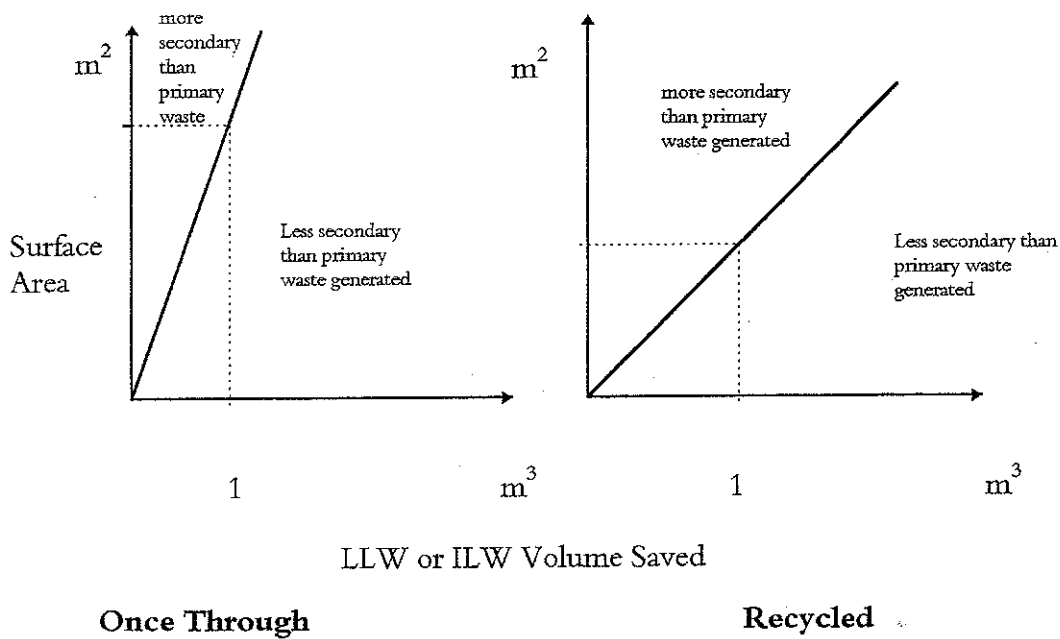 more
secondary
than
primary
waste
m²
Less secondary
than primary
waste generated
Surface
Area
1
m³
m²
more secondary
than primary
waste generated
Less secondary than
primary waste
generated
1
m³
LLW or ILW Volume Saved
Once Through
Recycled